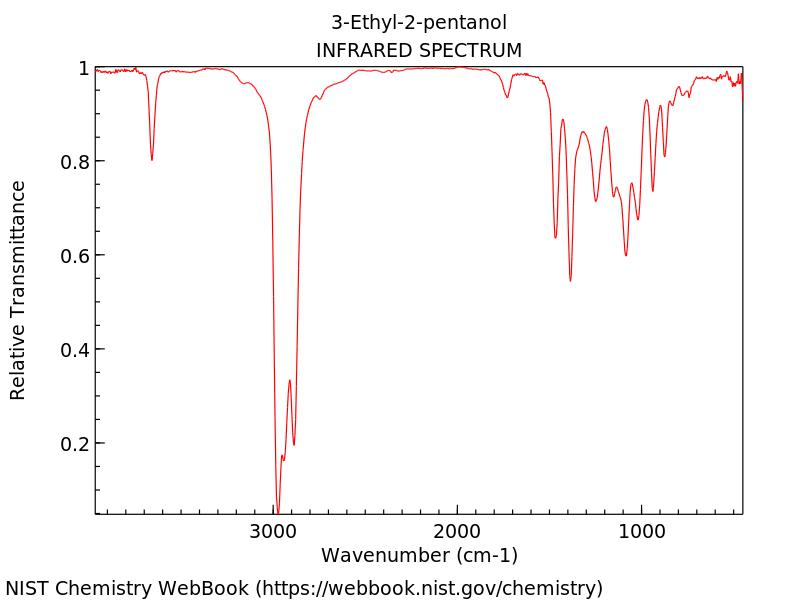 3-Ethyl-2-pentanol
INFRARED SPECTRUM
1
0.8
0.6
0.4
0.2
Relative Transmittance
3000 2000 1000
Wavenumber (cm-1)
NIST Chemistry WebBook (https://webbook.nist.gov/chemistry)